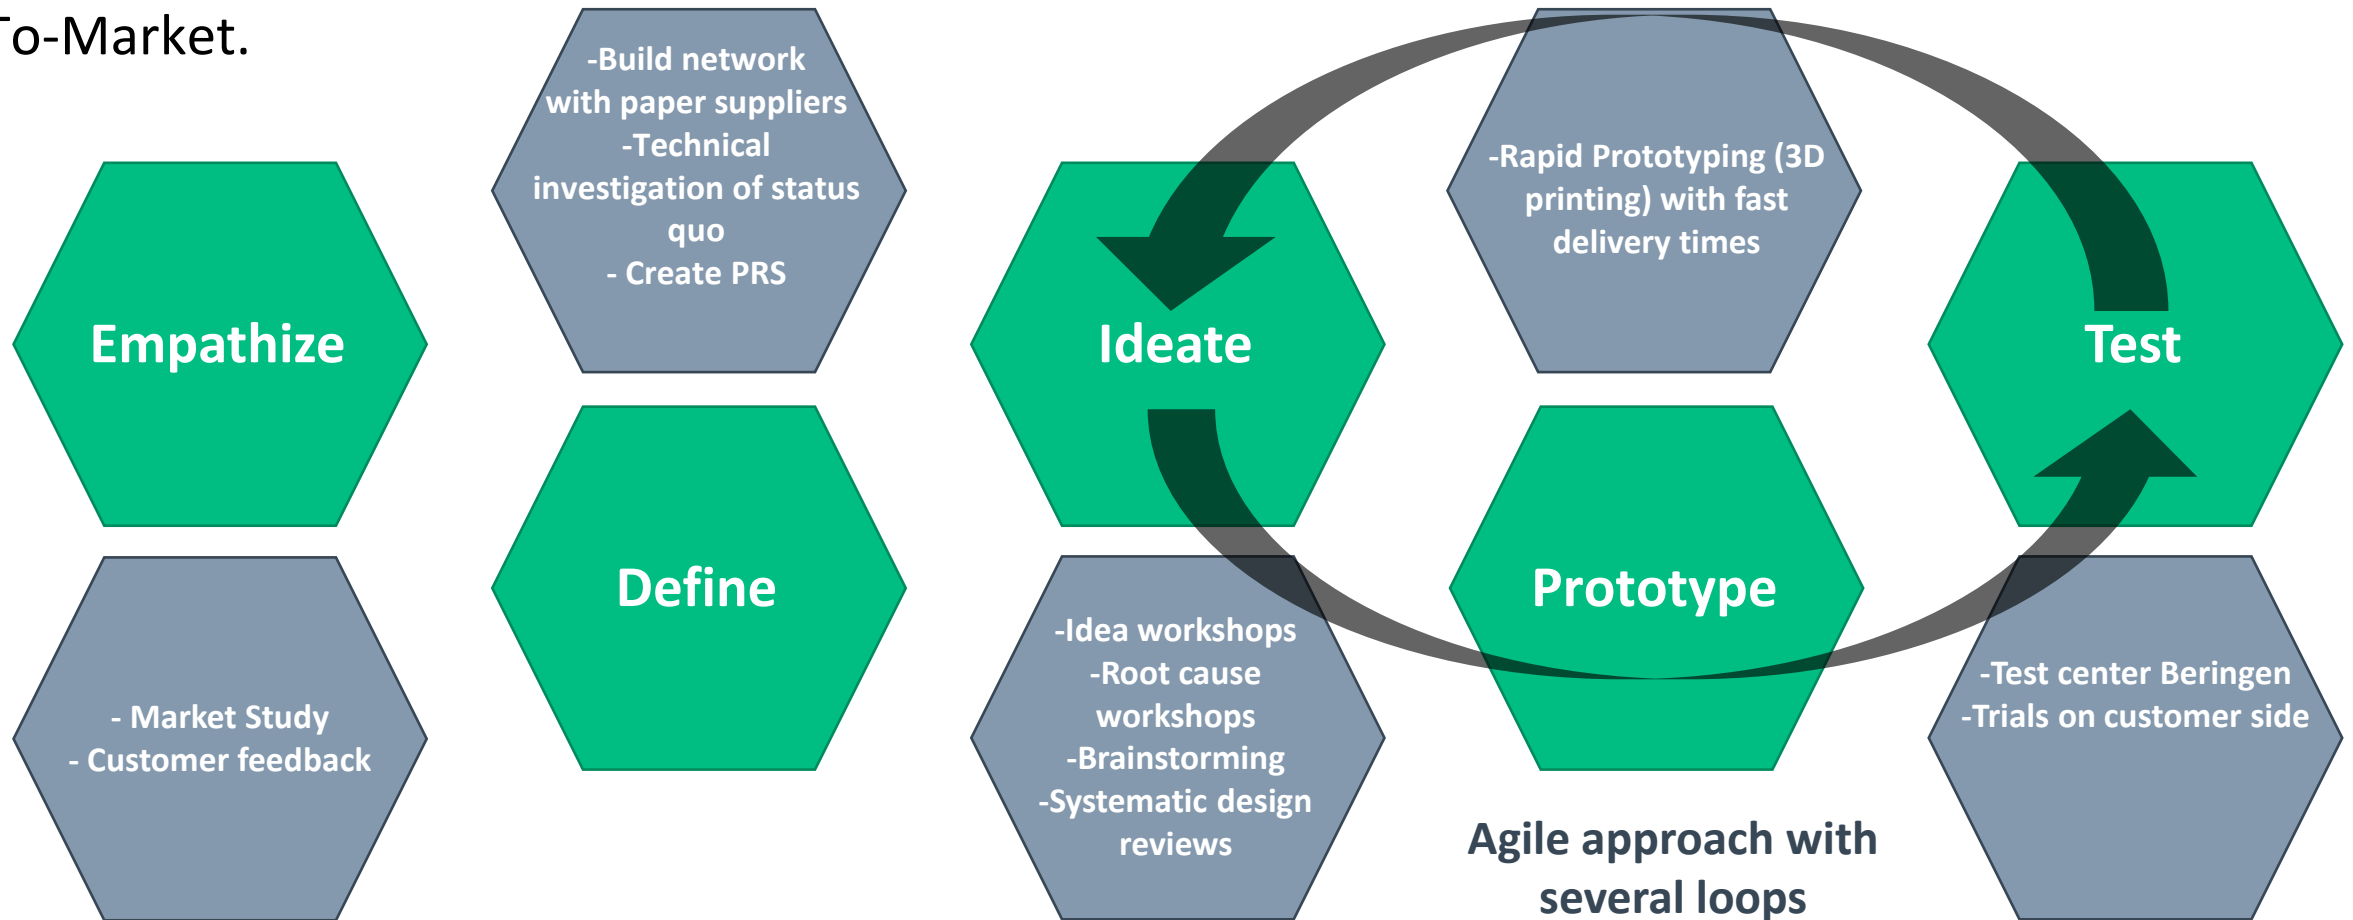 To-Market.
-Build network
with paper suppliers
-Technical
investigation of status
quo
- Create PRS
-Rapid Prototyping (3D
printing) with fast
delivery times
Empathize
Ideate
Test
Define
Prototype
- Market Study
- Customer feedback
-Idea workshops
-Root cause
workshops
-Brainstorming
-Systematic design
reviews
-Test center Beringen
-Trials on customer side
Agile approach with
several loops